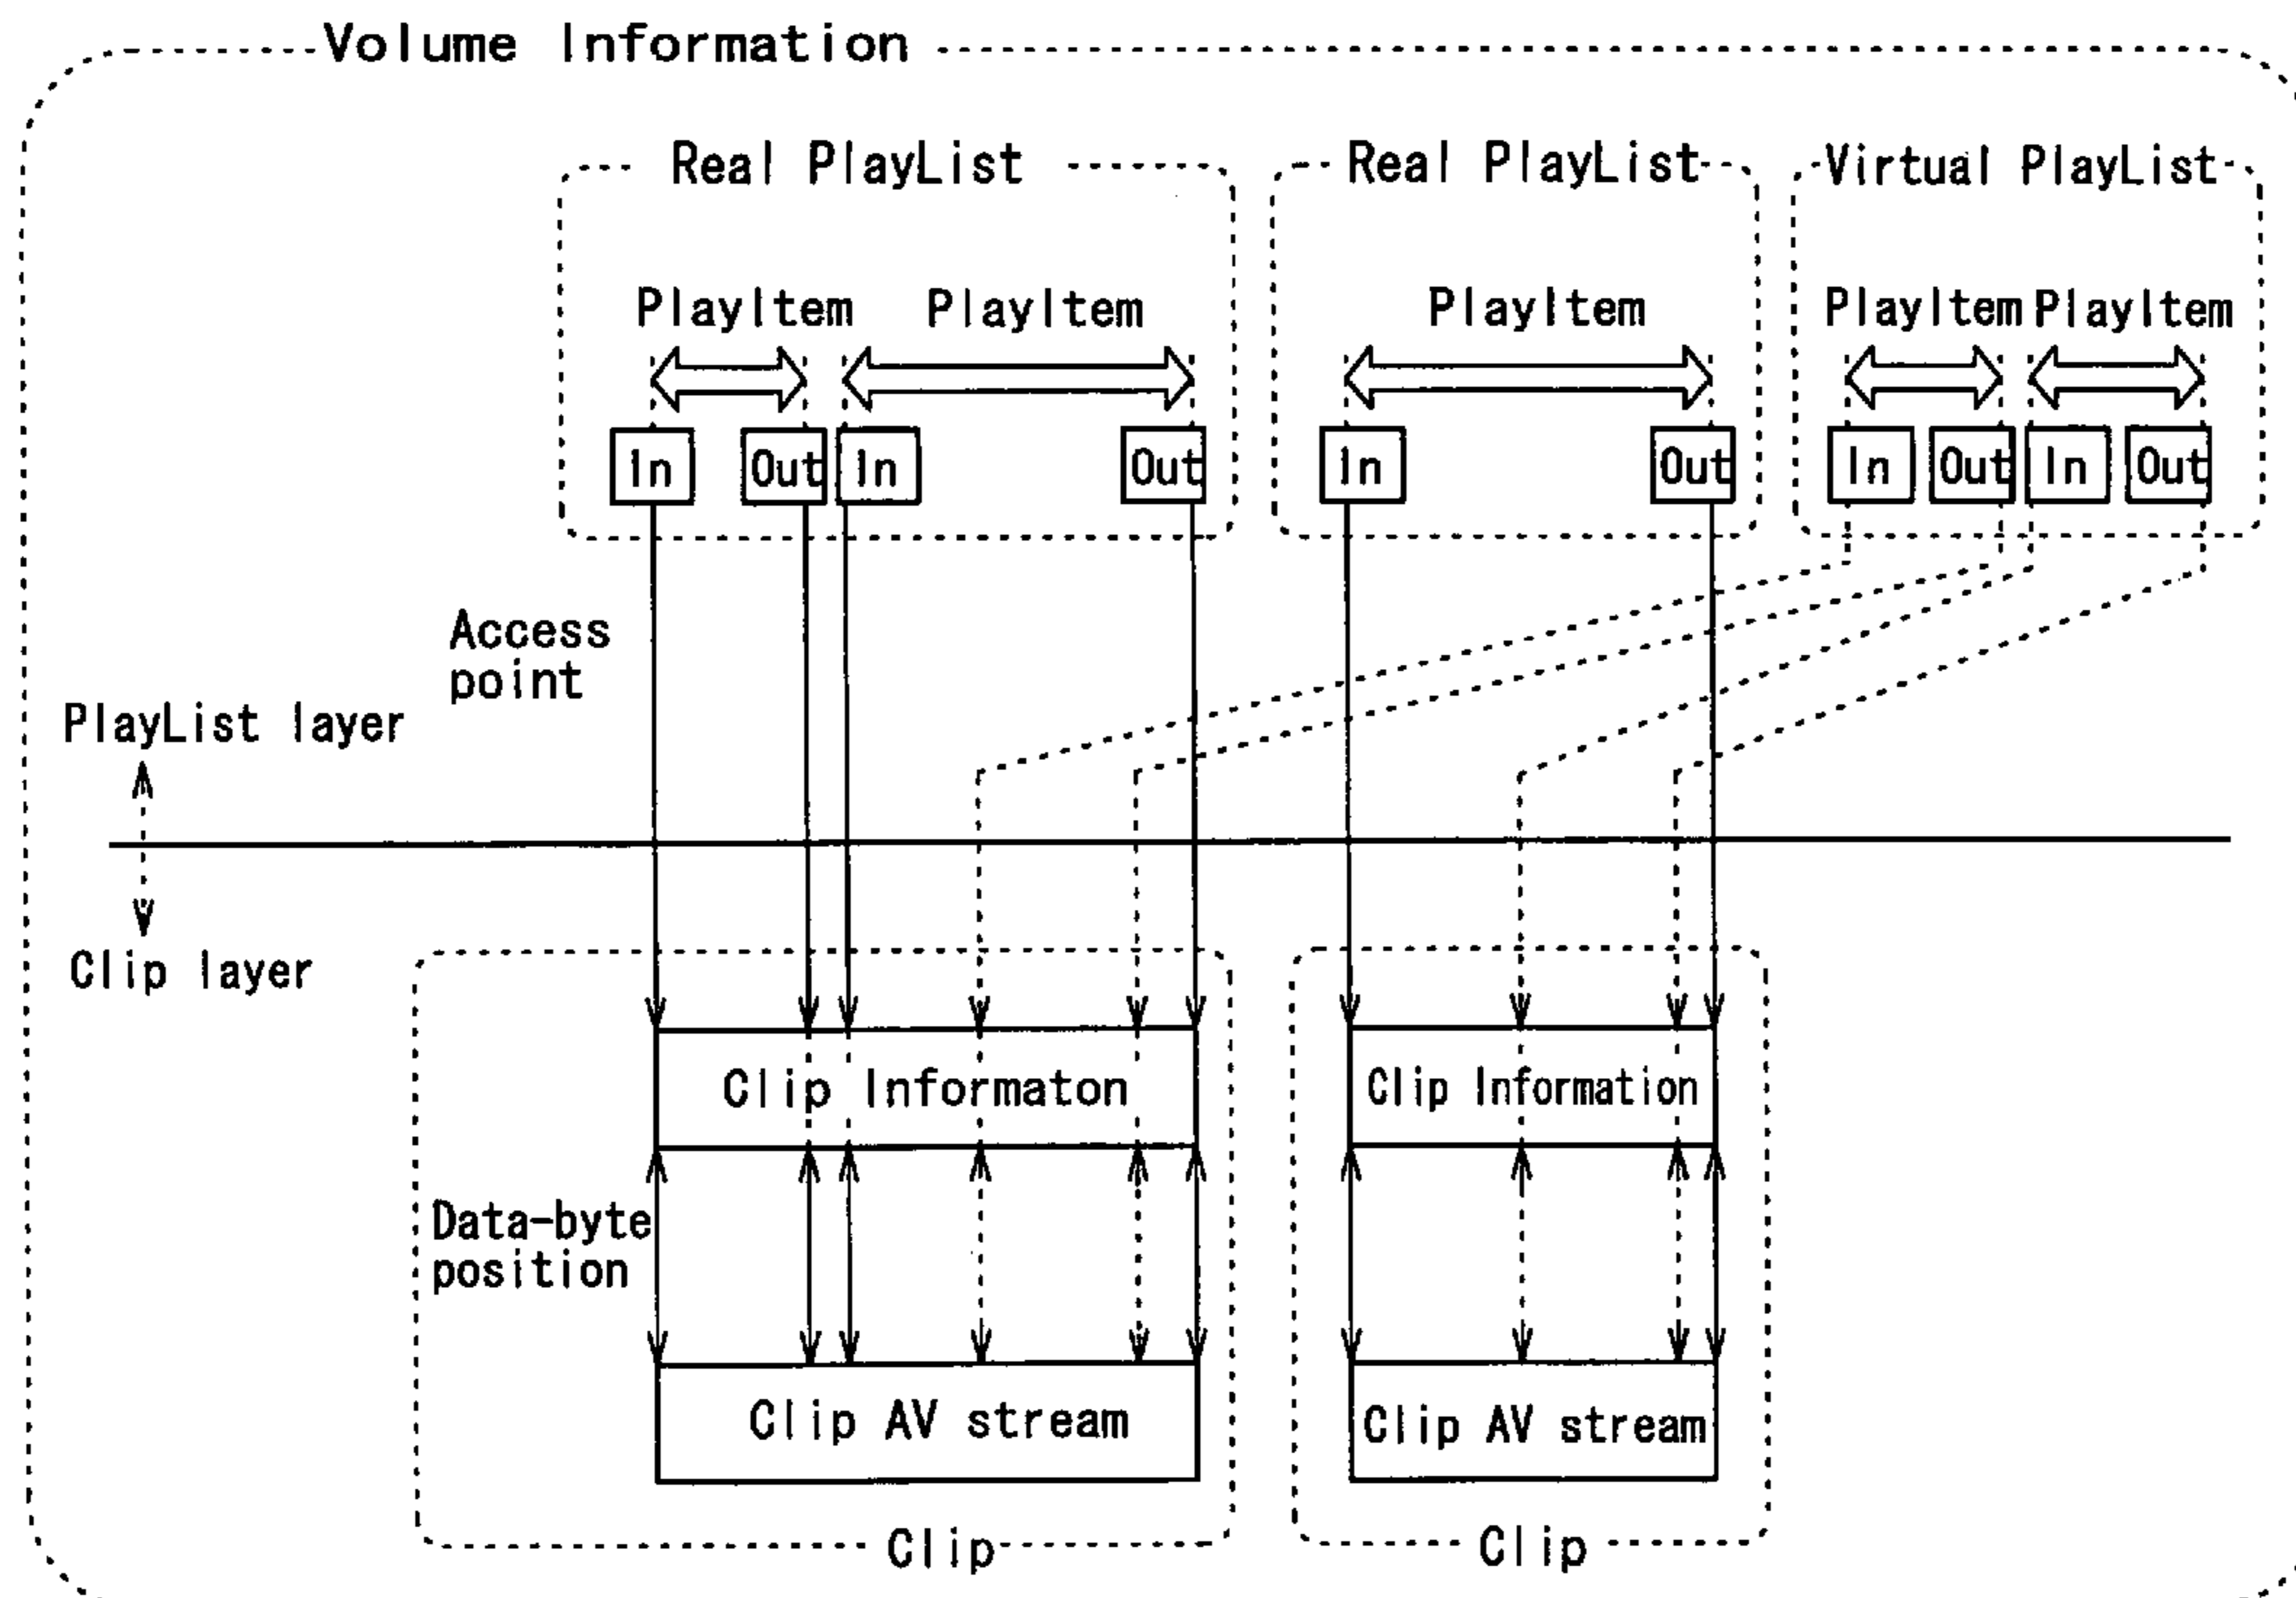 Volume Information
Real PlayList
Real PlayList
Virtual PlayList
PlayItem
PlayItem
PlayItem
PlayItem
PlayItem
In
Out
In
Out
In
Out
In
Out
In
Out
Access
point
PlayList layer
Clip layer
Clip Informaton
Clip Information
Data-byte
position
Clip AV stream
Clip AV stream
Clip
Clip